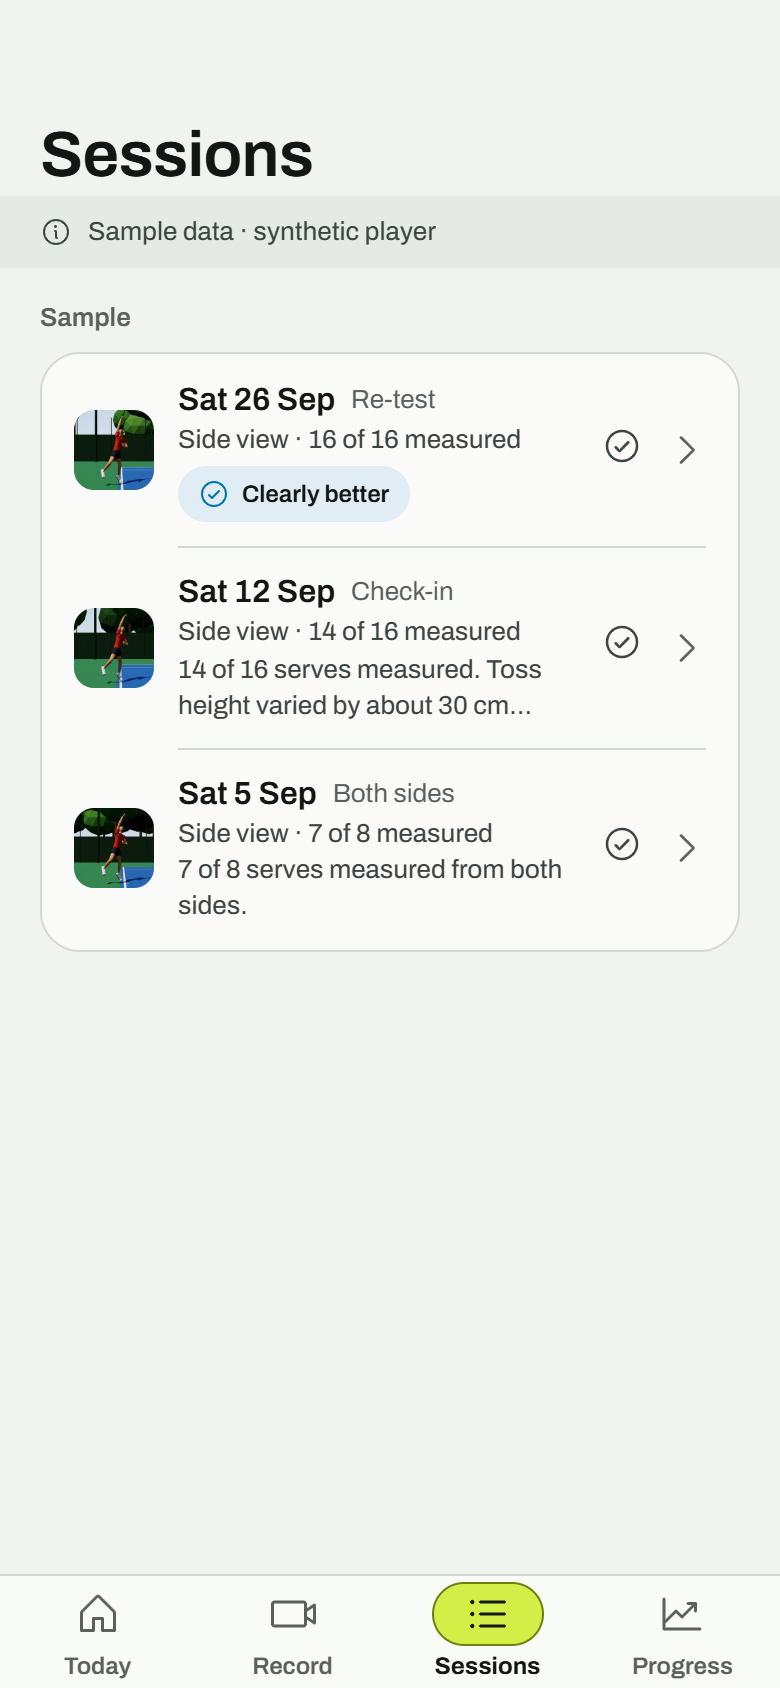 Sessions
Sample data · synthetic player
Sample
Sat 26 Sep Re-test
Side view · 16 of 16 measured
Clearly better
Sat 12 Sep Check-in
Side view · 14 of 16 measured
14 of 16 serves measured. Toss
height varied by about 30 cm...
Sat 5 Sep Both sides
Side view · 7 of 8 measured
7 of 8 serves measured from both
sides.
Today Record Sessions Progress